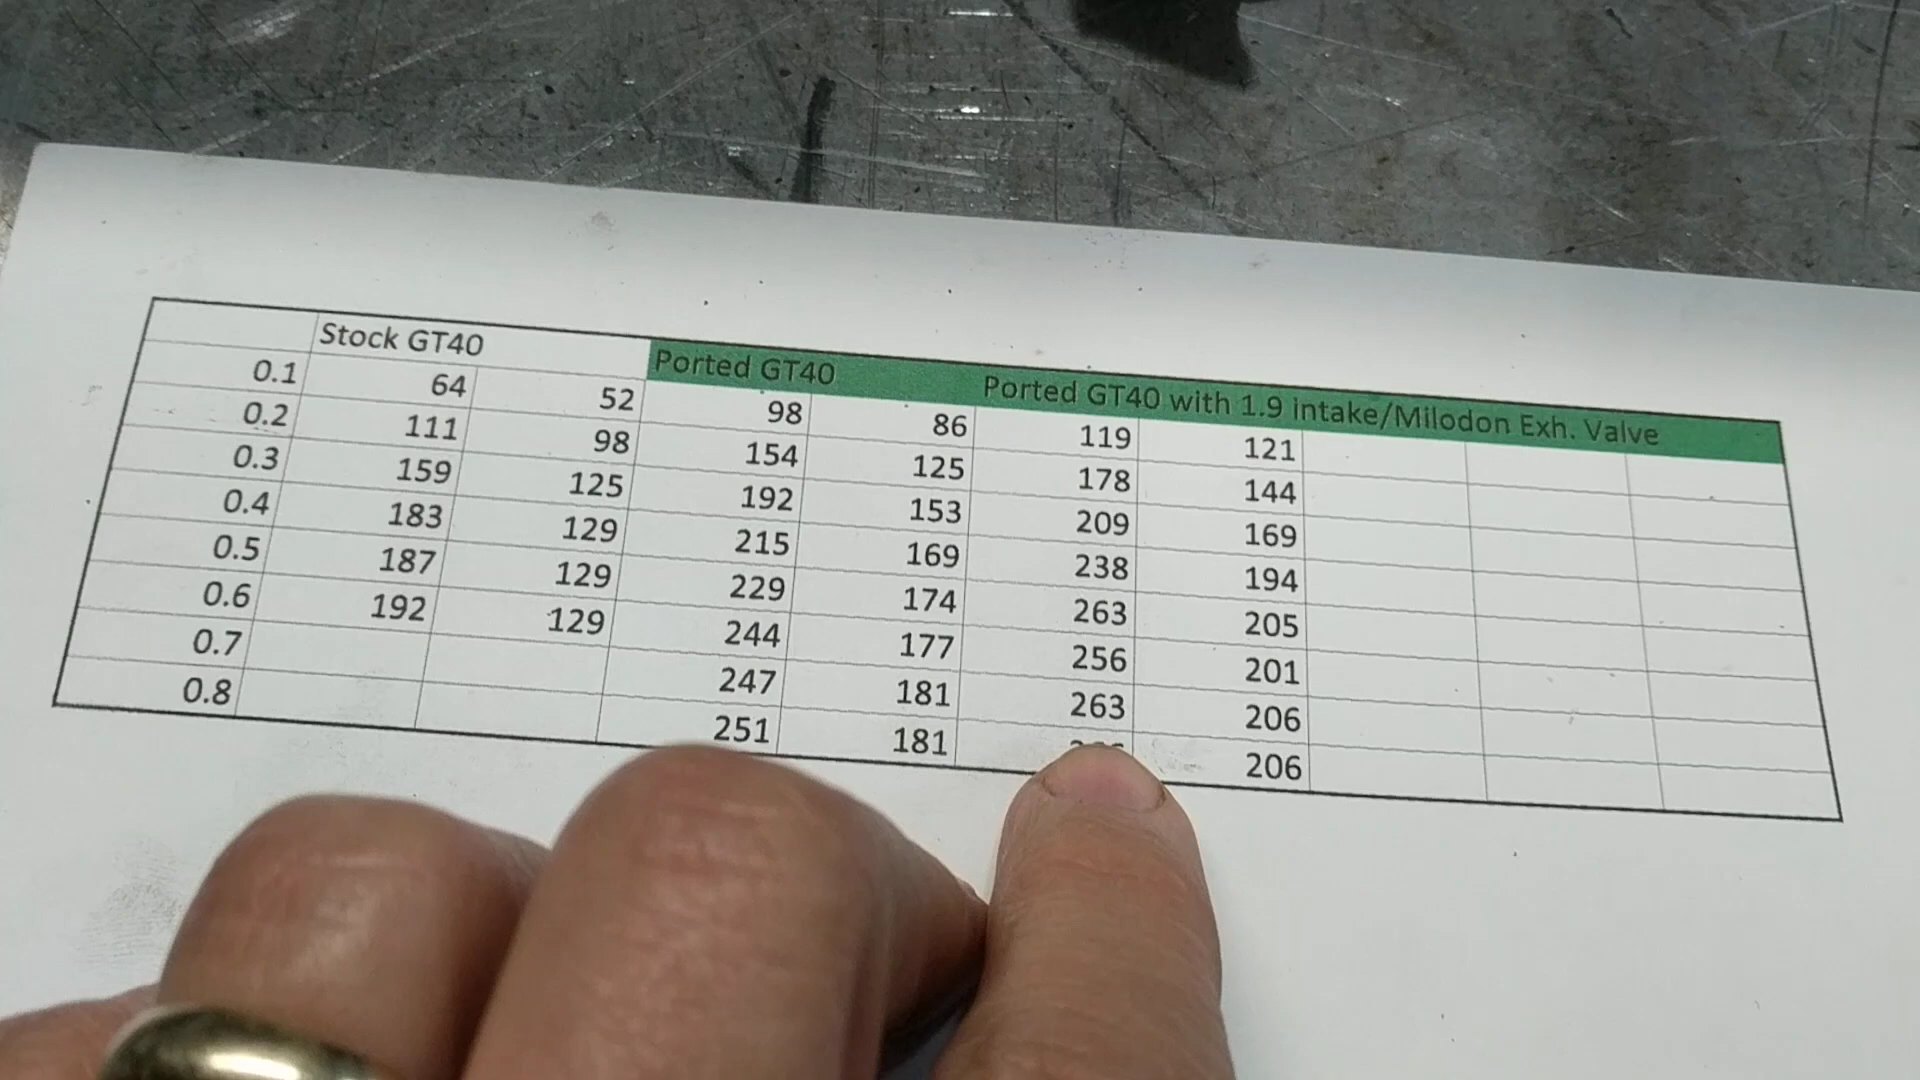 Stock GT40 Ported GT40 Ported GT40 with 1.9 intake/Milodon Exh. Valve
0.1 64 52 98 86 119 121
0.2 111 98 154 125 178 144
0.3 159 125 192 153 209 169
0.4 183 129 215 169 238 194
0.5 187 129 229 174 263 205
0.6 192 129 244 177 256 201
0.7 247 181 263 206
0.8 251 181 206